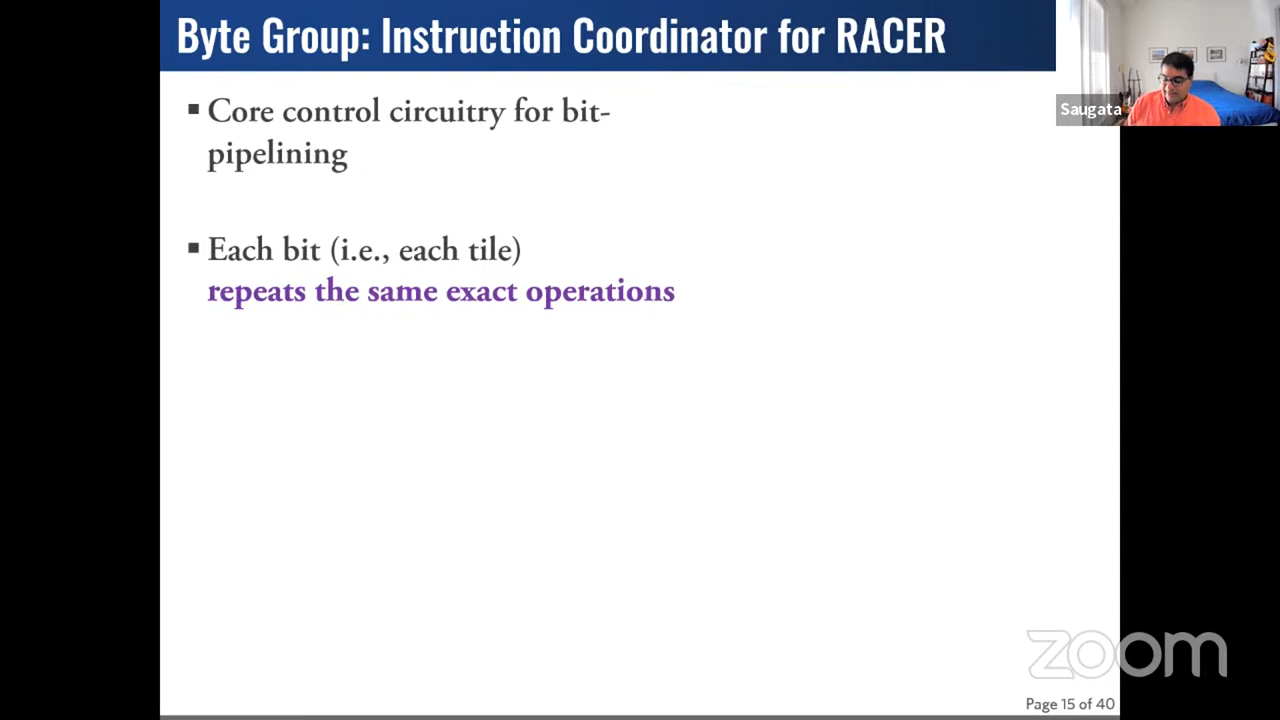 Byte Group: Instruction Coordinator for RACER
Saugata
▪ Core control circuitry for bit-
pipelining
▪ Each bit (i.e., each tile)
repeats the same exact operations
zoom
Page 15 of 40